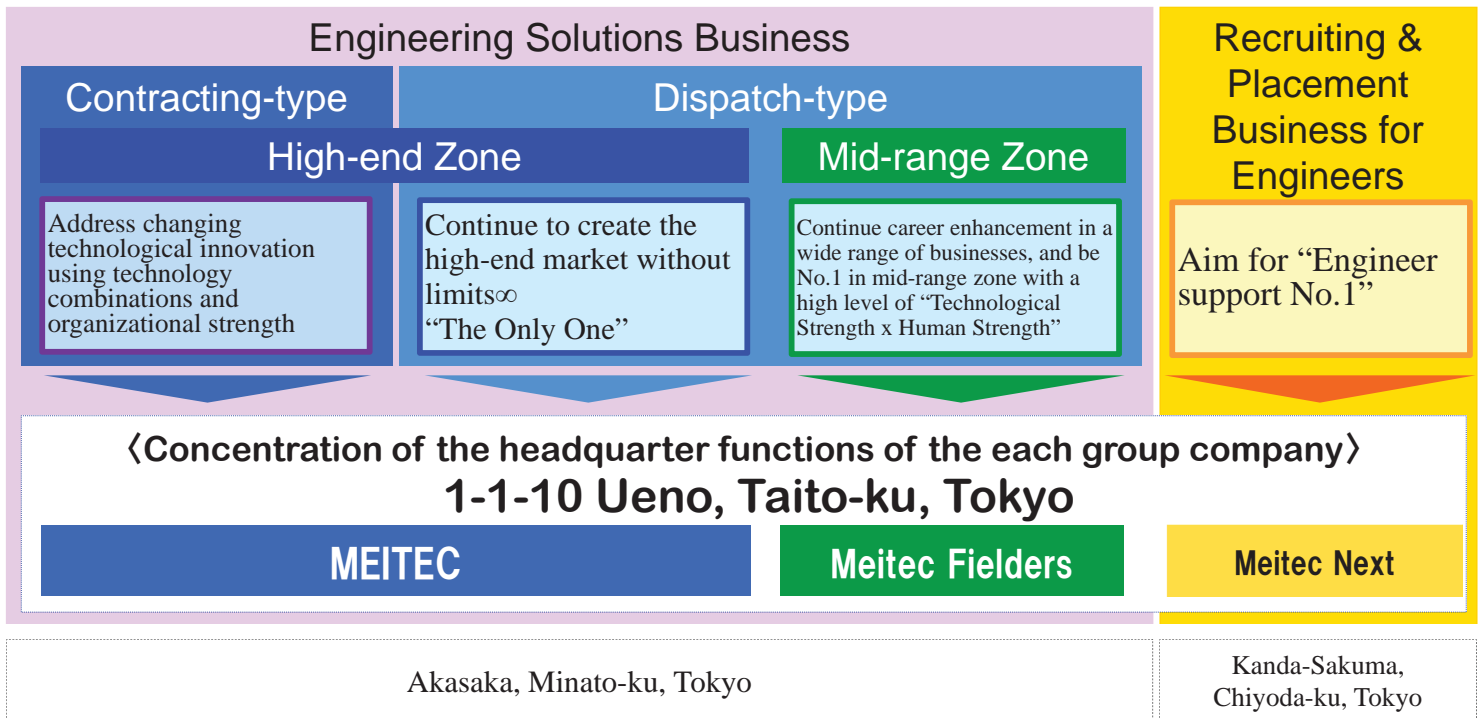 Engineering Solutions Business
Recruiting &
Placement
Business for
Engineers
Contracting-type
Dispatch-type
High-end Zone
Mid-range Zone
Address changing
technological innovation
using technology
combinations and
organizational strength
Continue to create the
high-end market without
limits∞
“The Only One”
Continue career enhancement in a
wide range of businesses, and be
No.1 in mid-range zone with a
high level of “Technological
Strength x Human Strength”
Aim for “Engineer
support No.1”
〈Concentration of the headquarter functions of the each group company〉
1-1-10 Ueno, Taito-ku, Tokyo
MEITEC
Meitec Fielders
Meitec Next
Akasaka, Minato-ku, Tokyo
Kanda-Sakuma,
Chiyoda-ku, Tokyo